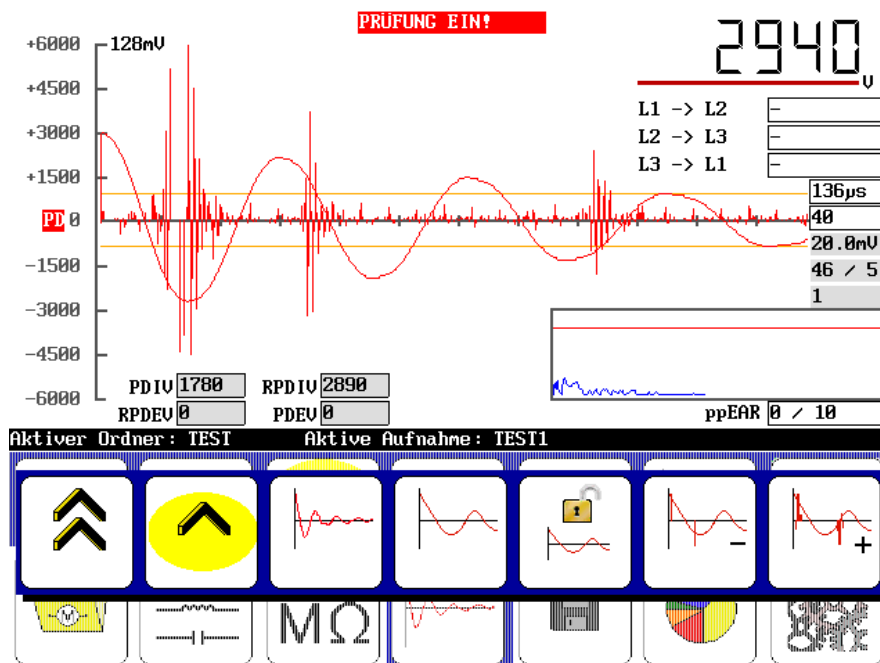 PRÜFUNG EIN!
2940 V
+6000
128mV
+4500
+3000
+1500
PD 0
-1500
-3000
-4500
-6000
L1 -> L2 -
L2 -> L3 -
L3 -> L1 -
136µs
40
20.0mV
46 / 5
1
PDIV 1780 RPDIV 2890
RPDEV 0 PDEV 0
ppEAR 0 / 10
Aktiver Ordner: TEST Aktive Aufnahme: TEST1
- +
M MΩ